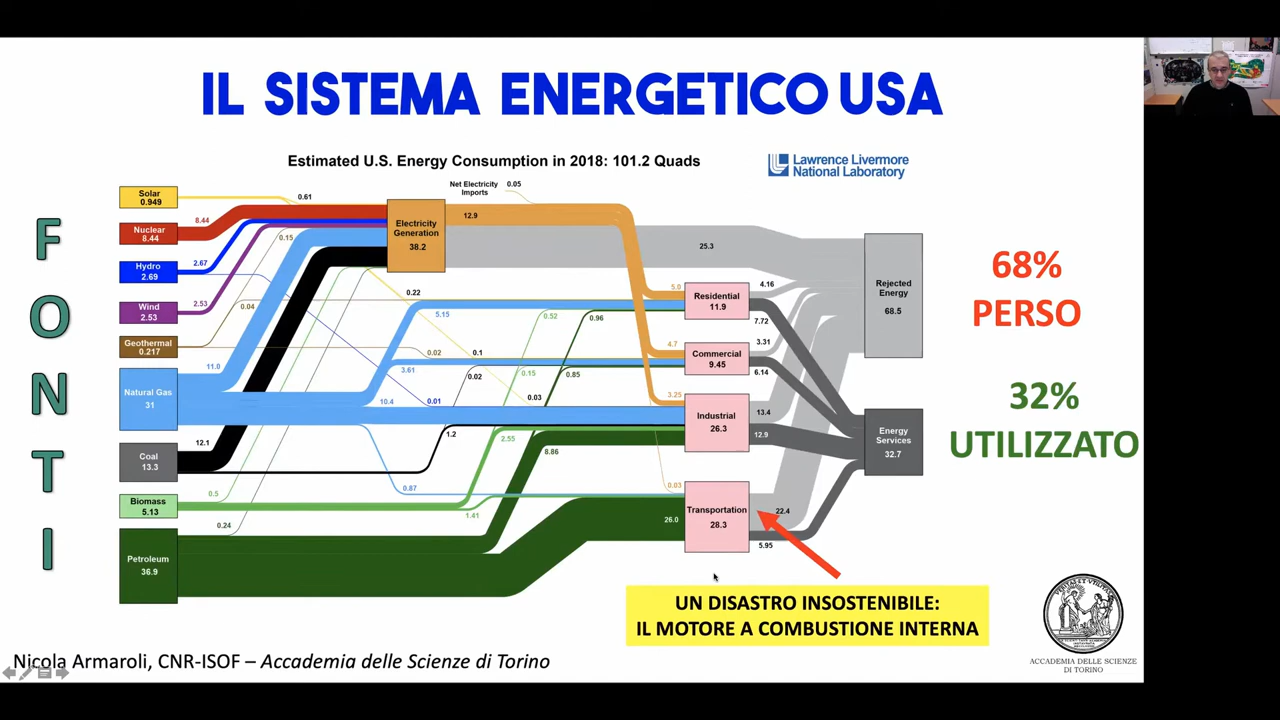 IL SISTEMA ENERGETICO USA
Estimated U.S. Energy Consumption in 2018: 101.2 Quads
Lawrence Livermore
National Laboratory
FONTI
Solar
0.949
Nuclear
8.44
Hydro
2.69
Wind
2.53
Geothermal
0.217
Natural Gas
31
Coal
13.3
Biomass
5.13
Petroleum
36.9
Net Electricity
Imports
0.05
0.61
8.44
0.15
2.67
2.53
0.04
11.0
12.1
0.5
0.24
Electricity
Generation
38.2
12.9
25.3
0.22
5.15
0.52
0.96
0.02
0.1
3.61
0.02
0.15
0.85
10.4
0.01
0.03
1.2
2.55
8.86
0.87
1.41
26.0
5.0
4.7
3.25
0.03
Residential
11.9
Commercial
9.45
Industrial
26.3
Transportation
28.3
4.16
7.72
3.31
6.14
13.4
12.9
22.4
5.95
Rejected
Energy
68.5
Energy
Services
32.7
68%
PERSO
32%
UTILIZZATO
UN DISASTRO INSOSTENIBILE:
IL MOTORE A COMBUSTIONE INTERNA
Nicola Armaroli, CNR-ISOF – Accademia delle Scienze di Torino
ACCADEMIA DELLE SCIENZE
DI TORINO